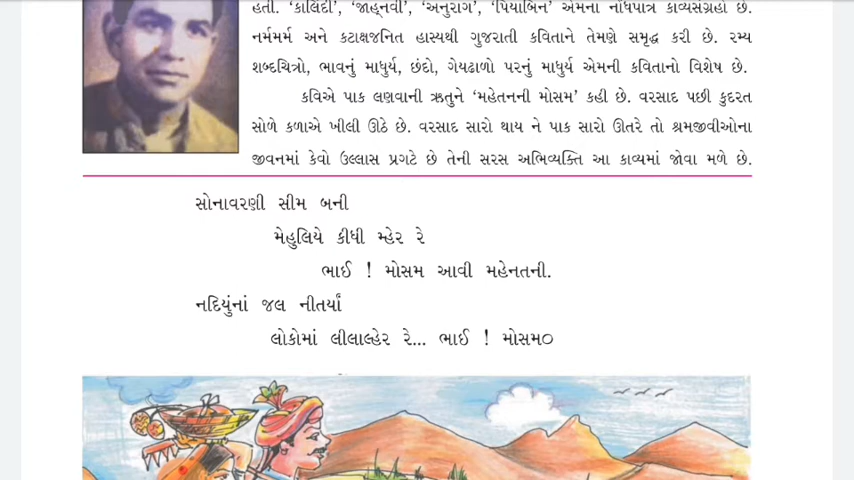 હતી. ‘કાલિંદી’, ‘જાહ્નવી’, ‘અનુરાગ’, ‘પિયાબિન’ એમના નોંધપાત્ર કાવ્યસંગ્રહો છે.
નર્મમર્મ અને કટાક્ષજનિત હાસ્યથી ગુજરાતી કવિતાને તેમણે સમૃદ્ધ કરી છે. રમ્ય
શબ્દચિત્રો, ભાવનું માધુર્ય, છંદો, ગેયઢાળો પરનું માધુર્ય એમની કવિતાનો વિશેષ છે.
કવિએ પાક લણવાની ઋતુને ‘મહેતનની મોસમ’ કહી છે. વરસાદ પછી કુદરત
સોળે કળાએ ખીલી ઊઠે છે. વરસાદ સારો થાય ને પાક સારો ઊતરે તો શ્રમજીવીઓના
જીવનમાં કેવો ઉલ્લાસ પ્રગટે છે તેની સરસ અભિવ્યક્તિ આ કાવ્યમાં જોવા મળે છે.
સોનાવરણી સીમ બની
મેહુલિયે કીધી મ્હેર રે
ભાઈ ! મોસમ આવી મહેનતની.
નદિયુંનાં જલ નીતર્યાં
લોકોમાં લીલાલ્હેર રે... ભાઈ ! મોસમ૦